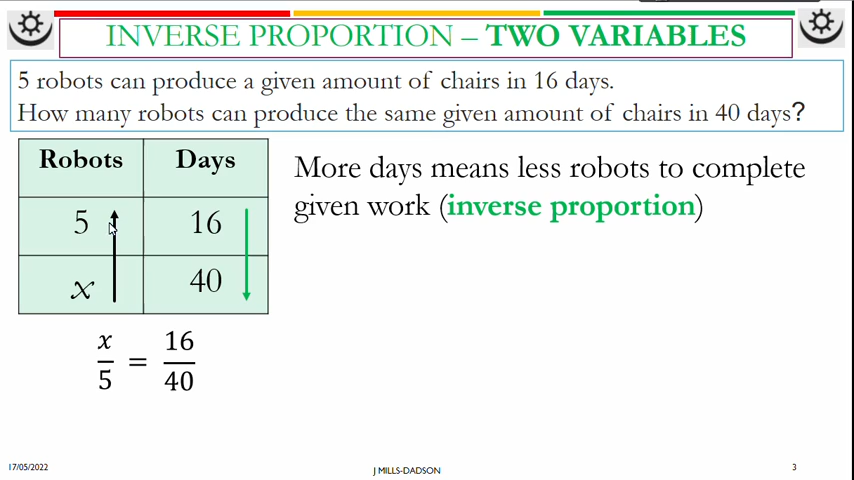 INVERSE PROPORTION – TWO VARIABLES
5 robots can produce a given amount of chairs in 16 days.
How many robots can produce the same given amount of chairs in 40 days?
Robots Days
5 16
x 40
More days means less robots to complete
given work (inverse proportion)
x/5 = 16/40
17/05/2022
J MILLS-DADSON
3